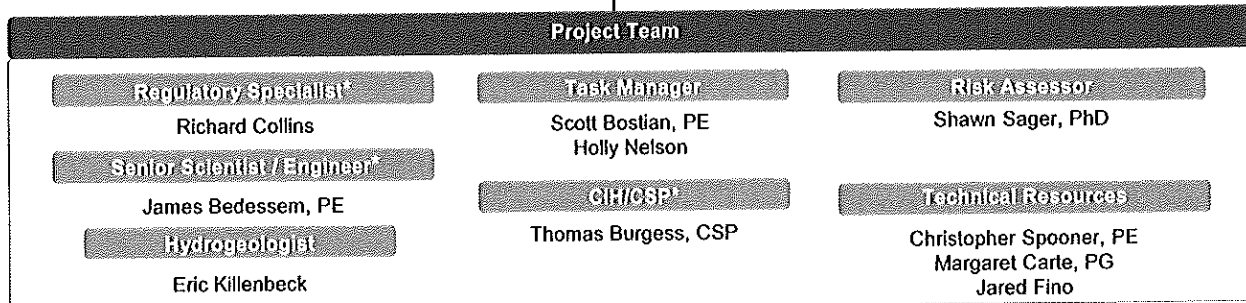 Project Team
Regulatory Specialist*
Richard Collins
Senior Scientist / Engineer*
James Bedessem, PE
Hydrogeologist
Eric Killenbeck
Task Manager
Scott Bostian, PE
Holly Nelson
CIH/CSP*
Thomas Burgess, CSP
Risk Assessor
Shawn Sager, PhD
Technical Resources
Christopher Spooner, PE
Margaret Carte, PG
Jared Fino